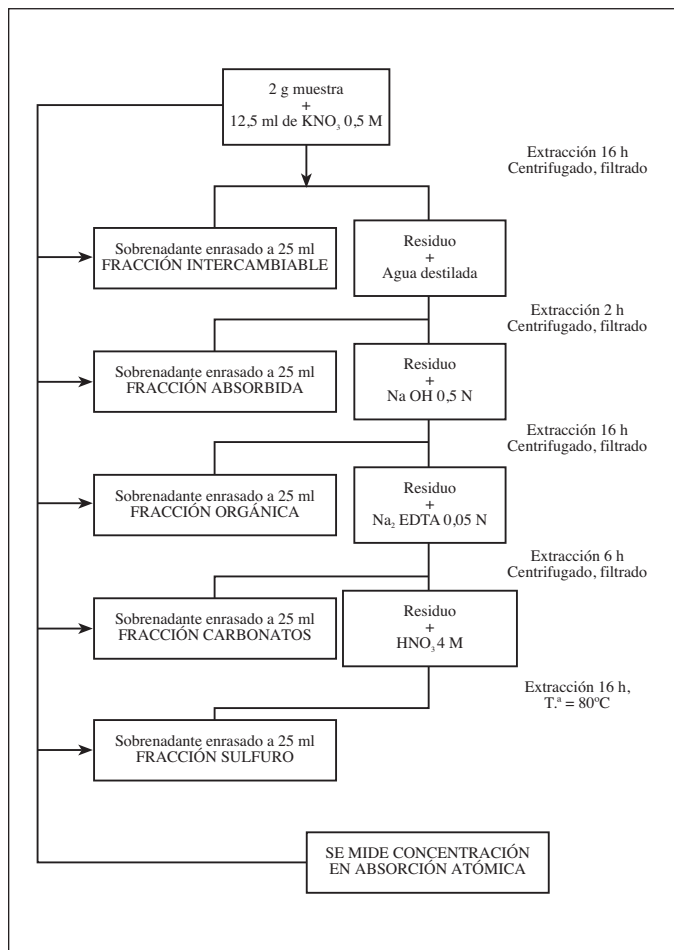 2 g muestra
+
12,5 ml de KNO₃ 0,5 M
Extracción 16 h
Centrifugado, filtrado
Sobrenadante enrasado a 25 ml
FRACCIÓN INTERCAMBIABLE
Residuo
+
Agua destilada
Extracción 2 h
Centrifugado, filtrado
Sobrenadante enrasado a 25 ml
FRACCIÓN ABSORBIDA
Residuo
+
Na OH 0,5 N
Extracción 16 h
Centrifugado, filtrado
Sobrenadante enrasado a 25 ml
FRACCIÓN ORGÁNICA
Residuo
+
Na₂ EDTA 0,05 N
Extracción 6 h
Centrifugado, filtrado
Sobrenadante enrasado a 25 ml
FRACCIÓN CARBONATOS
Residuo
+
HNO₃ 4 M
Extracción 16 h,
T.ª = 80ºC
Sobrenadante enrasado a 25 ml
FRACCIÓN SULFURO
SE MIDE CONCENTRACIÓN
EN ABSORCIÓN ATÓMICA